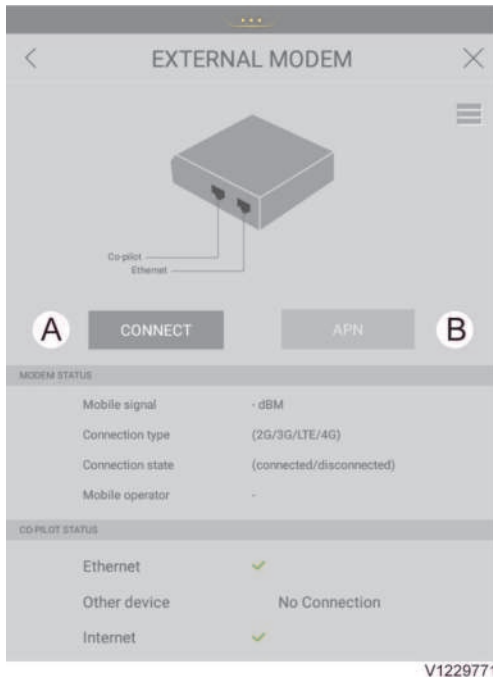 EXTERNAL MODEM
Co-pilot
Ethernet
A CONNECT APN B
MODEM STATUS
Mobile signal - dBM
Connection type (2G/3G/LTE/4G)
Connection state (connected/disconnected)
Mobile operator -
CO-PILOT STATUS
Ethernet
Other device No Connection
Internet
V1229771